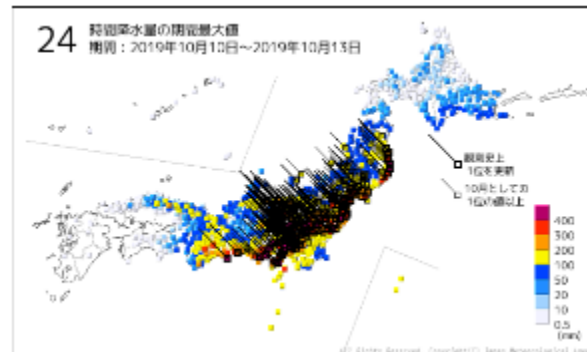 24 時間降水量の期間最大値
期間：2019年10月10日～2019年10月13日
観測史上
1位を更新
10月としての
1位の値以上
400
300
200
100
50
20
10
0.5
(mm)